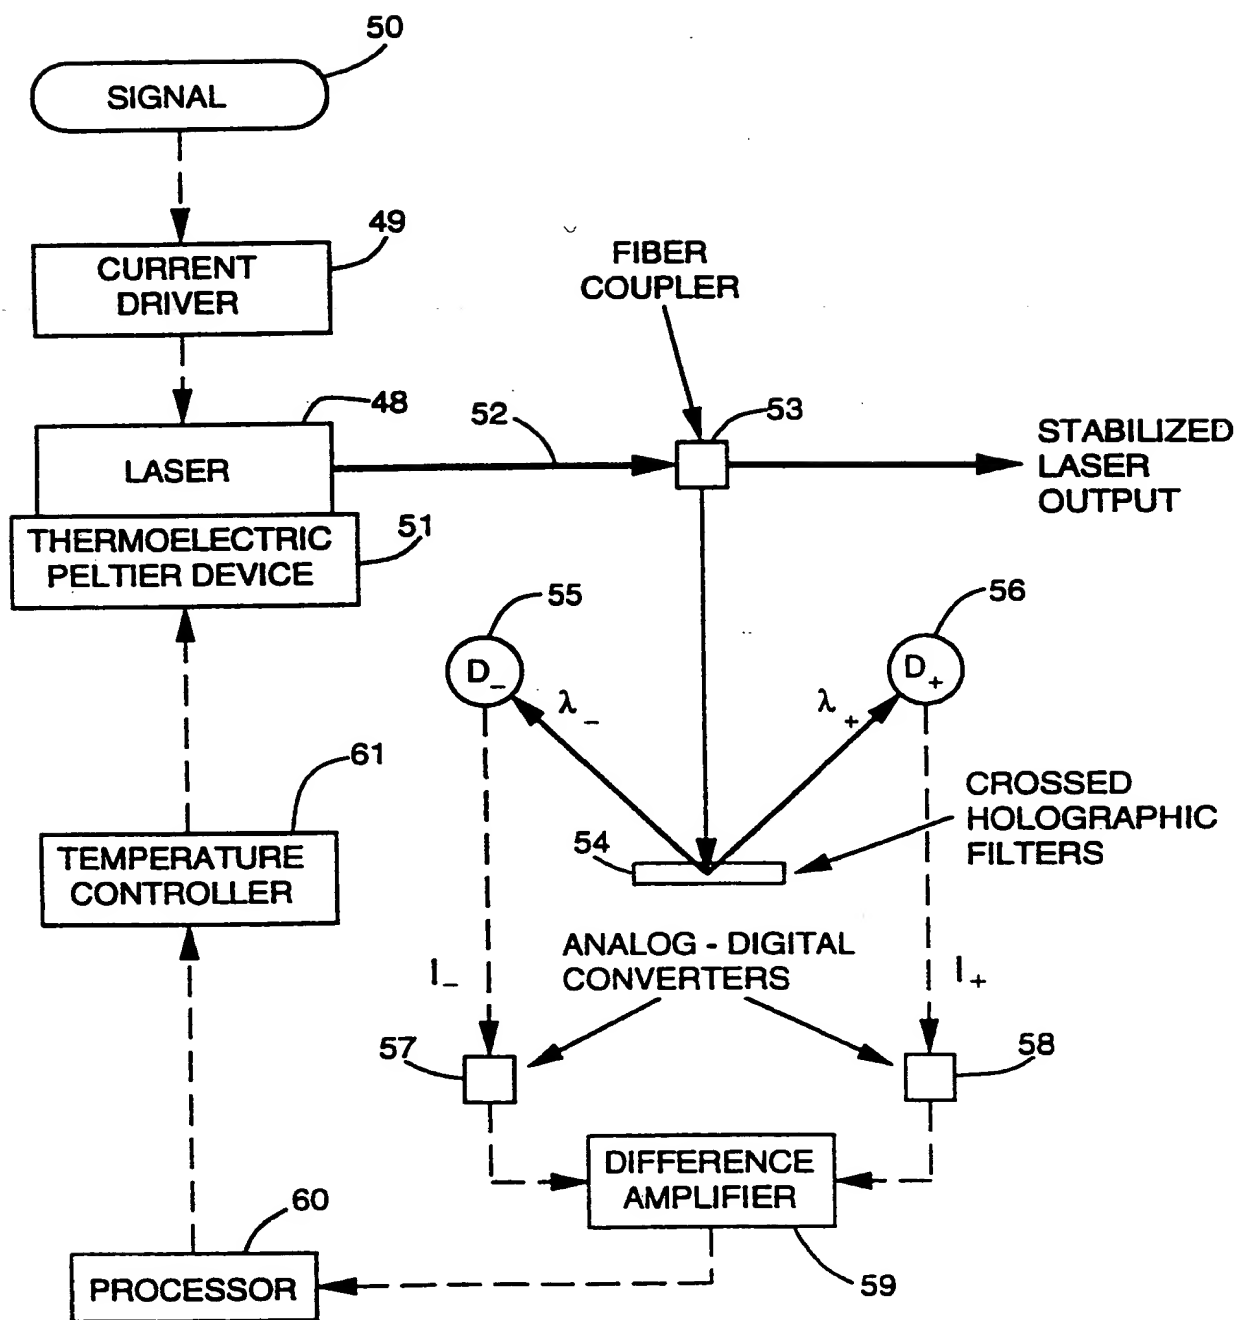 50
SIGNAL
49
CURRENT
DRIVER
FIBER
COUPLER
48
LASER
52
53
STABILIZED
LASER
OUTPUT
THERMOELECTRIC
PELTIER DEVICE
51
55
56
D_
D+
λ_
λ+
61
TEMPERATURE
CONTROLLER
54
CROSSED
HOLOGRAPHIC
FILTERS
ANALOG - DIGITAL
CONVERTERS
I_
I+
57
58
DIFFERENCE
AMPLIFIER
59
60
PROCESSOR